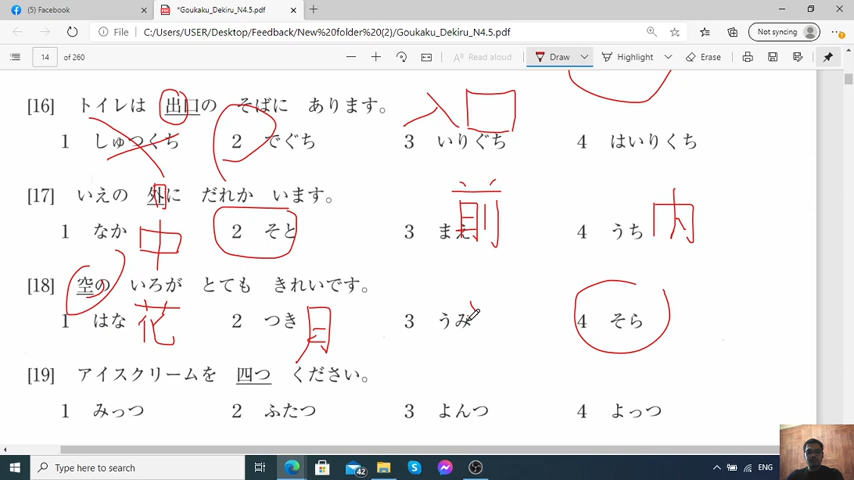 (5) Facebook
*Goukaku_Dekiru_N4.5.pdf
C:/Users/USER/Desktop/Feedback/New%20folder%20(2)/Goukaku_Dekiru_N4.5.pdf
Not syncing
14 of 260
Read aloud
Draw
Highlight
Erase
[16] トイレは 出口の そばに あります。
入口
1 しゅつくち 2 でぐち 3 いりぐち 4 はいりくち
[17] いえの 外に だれか います。
1 なか 中 2 そと 3 まえ 前 4 うち 内
[18] 空の いろが とても きれいです。
1 はな 花 2 つき 月 3 うみ 4 そら
[19] アイスクリームを 四つ ください。
1 みっつ 2 ふたつ 3 よんつ 4 よっつ
Type here to search
42
ENG